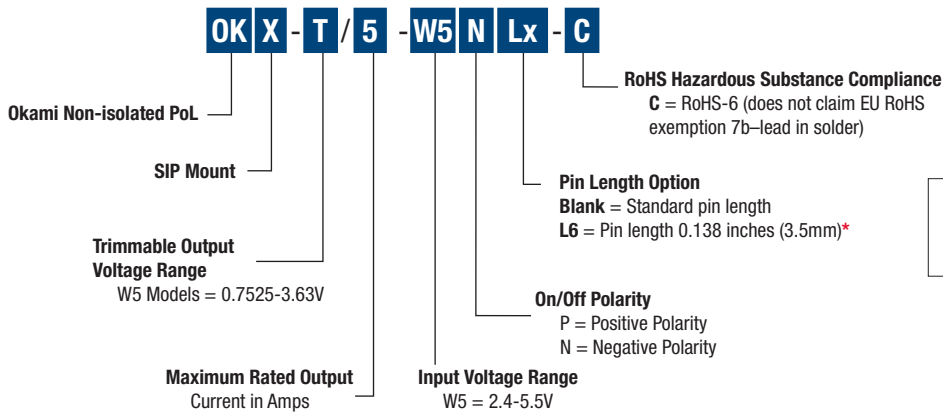 OK X - T / 5 - W5 N Lx - C
RoHS Hazardous Substance Compliance
C = RoHS-6 (does not claim EU RoHS
exemption 7b–lead in solder)
Okami Non-isolated PoL
SIP Mount
Pin Length Option
Blank = Standard pin length
L6 = Pin length 0.138 inches (3.5mm)*
Trimmable Output
Voltage Range
W5 Models = 0.7525-3.63V
On/Off Polarity
P = Positive Polarity
N = Negative Polarity
Maximum Rated Output
Current in Amps
Input Voltage Range
W5 = 2.4-5.5V